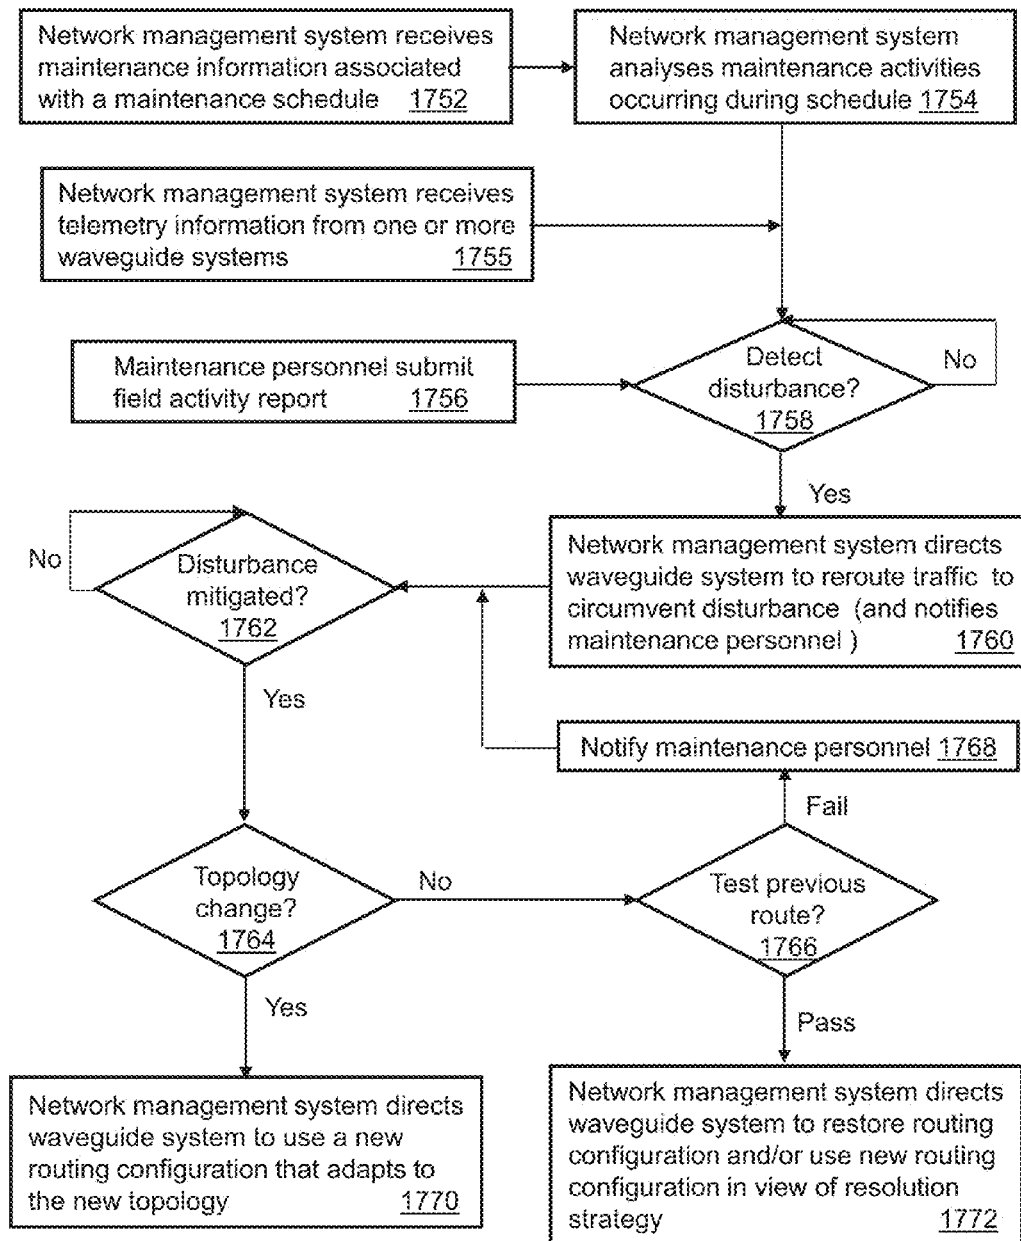 Network management system receives
maintenance information associated
with a maintenance schedule 1752
Network management system
analyses maintenance activities
occurring during schedule 1754
Network management system receives
telemetry information from one or more
waveguide systems 1755
Maintenance personnel submit
field activity report 1756
Detect
disturbance?
1758
No
Yes
Network management system directs
waveguide system to reroute traffic to
circumvent disturbance (and notifies
maintenance personnel ) 1760
No
Disturbance
mitigated?
1762
Yes
Notify maintenance personnel 1768
Fail
Topology
change?
1764
No
Test previous
route?
1766
Yes
Pass
Network management system directs
waveguide system to use a new
routing configuration that adapts to
the new topology 1770
Network management system directs
waveguide system to restore routing
configuration and/or use new routing
configuration in view of resolution
strategy 1772